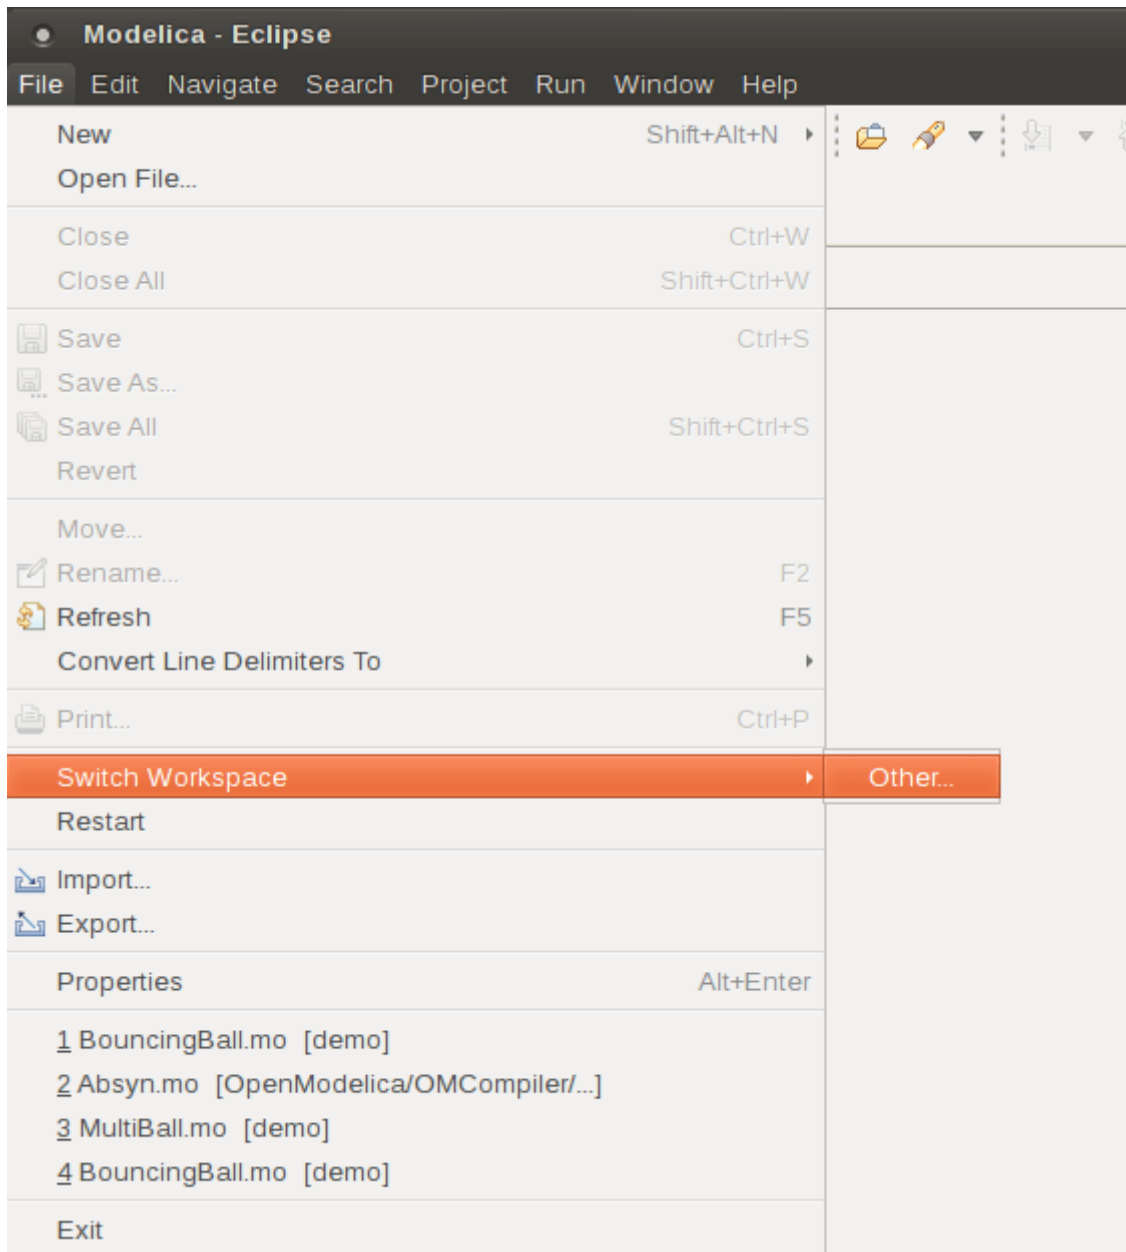 Modelica - Eclipse
File Edit Navigate Search Project Run Window Help
New Shift+Alt+N
Open File...
Close Ctrl+W
Close All Shift+Ctrl+W
Save Ctrl+S
Save As...
Save All Shift+Ctrl+S
Revert
Move...
Rename... F2
Refresh F5
Convert Line Delimiters To
Print... Ctrl+P
Switch Workspace Other...
Restart
Import...
Export...
Properties Alt+Enter
1 BouncingBall.mo [demo]
2 Absyn.mo [OpenModelica/OMCompiler/...]
3 MultiBall.mo [demo]
4 BouncingBall.mo [demo]
Exit